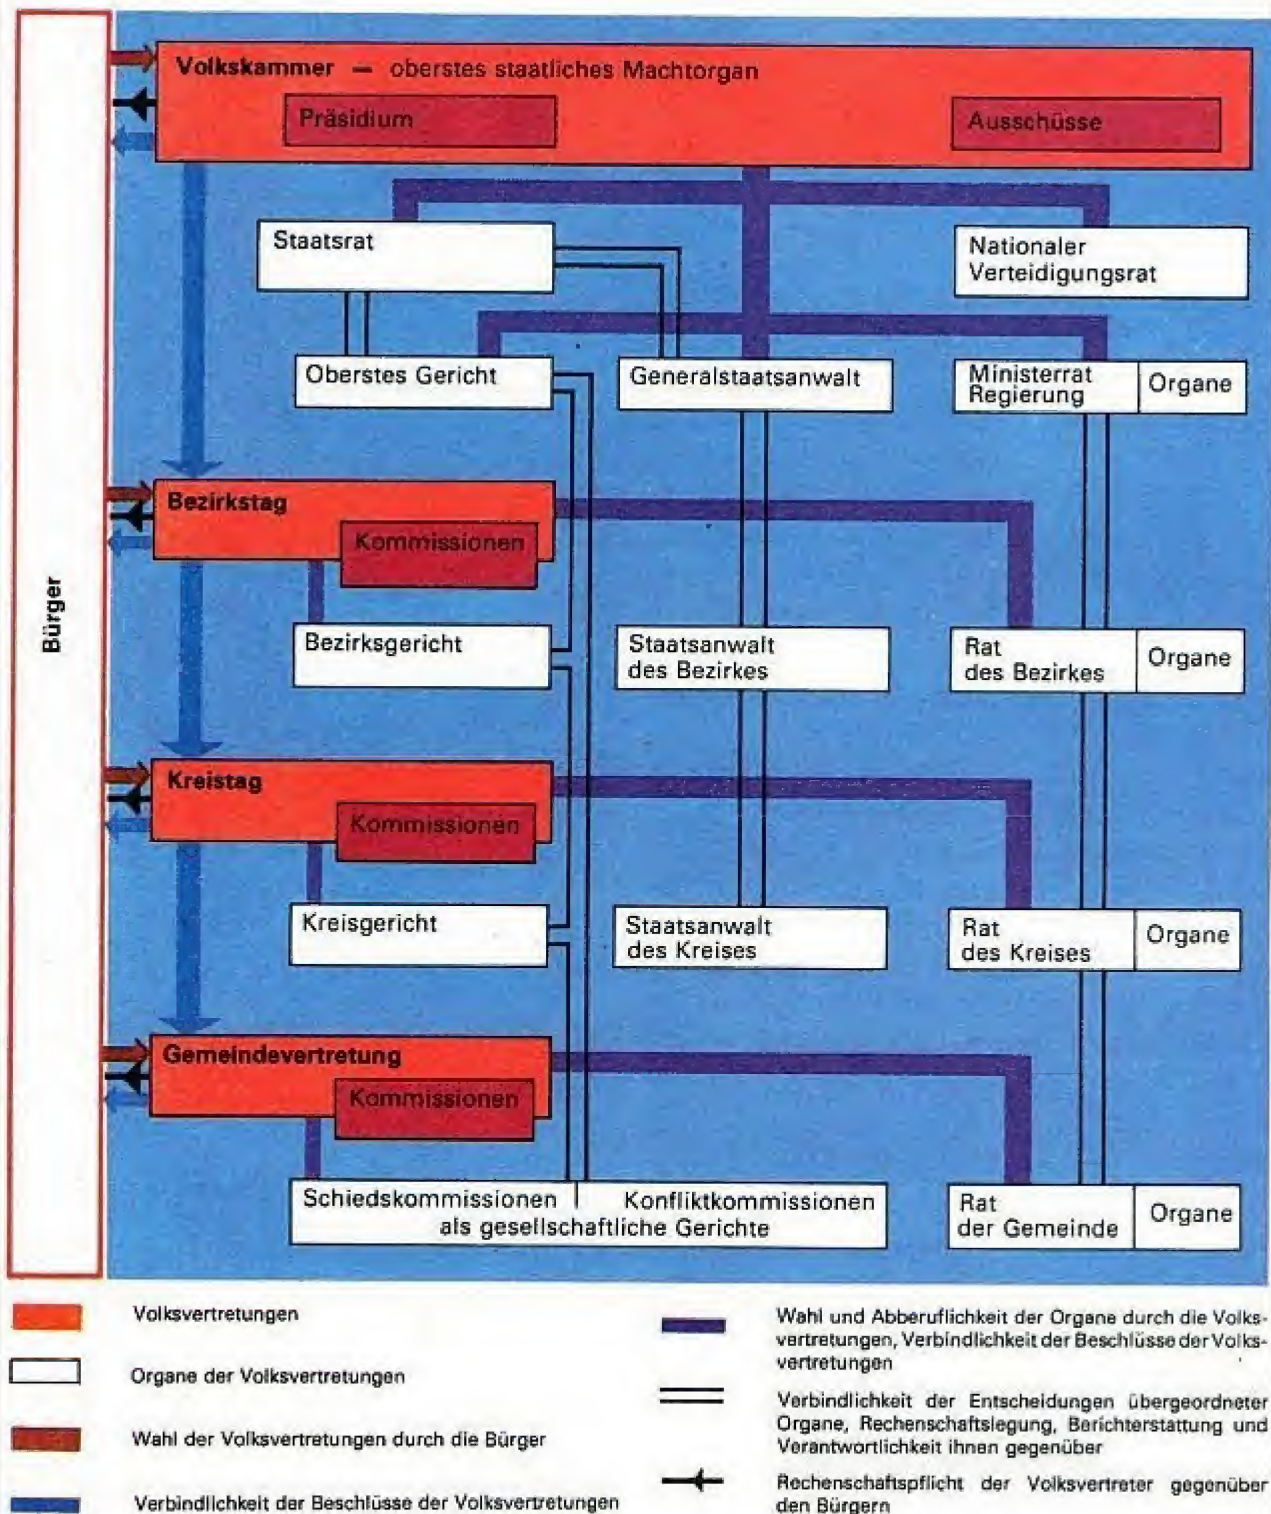 Bürger
Volkskammer — oberstes staatliches Machtorgan
Präsidium
Ausschüsse
Staatsrat
Nationaler
Verteidigungsrat
Oberstes Gericht
Generalstaatsanwalt
Ministerrat
Regierung
Organe
Bezirkstag
Kommissionen
Bezirksgericht
Staatsanwalt
des Bezirkes
Rat
des Bezirkes
Organe
Kreistag
Kommissionen
Kreisgericht
Staatsanwalt
des Kreises
Rat
des Kreises
Organe
Gemeindevertretung
Kommissionen
Schiedskommissionen | Konfliktkommissionen
als gesellschaftliche Gerichte
Rat
der Gemeinde
Organe
Volksvertretungen
Organe der Volksvertretungen
Wahl der Volksvertretungen durch die Bürger
Verbindlichkeit der Beschlüsse der Volksvertretungen
Wahl und Abberuflichkeit der Organe durch die Volks-
vertretungen, Verbindlichkeit der Beschlüsse der Volks-
vertretungen
Verbindlichkeit der Entscheidungen übergeordneter
Organe, Rechenschaftslegung, Berichterstattung und
Verantwortlichkeit ihnen gegenüber
Rechenschaftspflicht der Volksvertreter gegenüber
den Bürgern